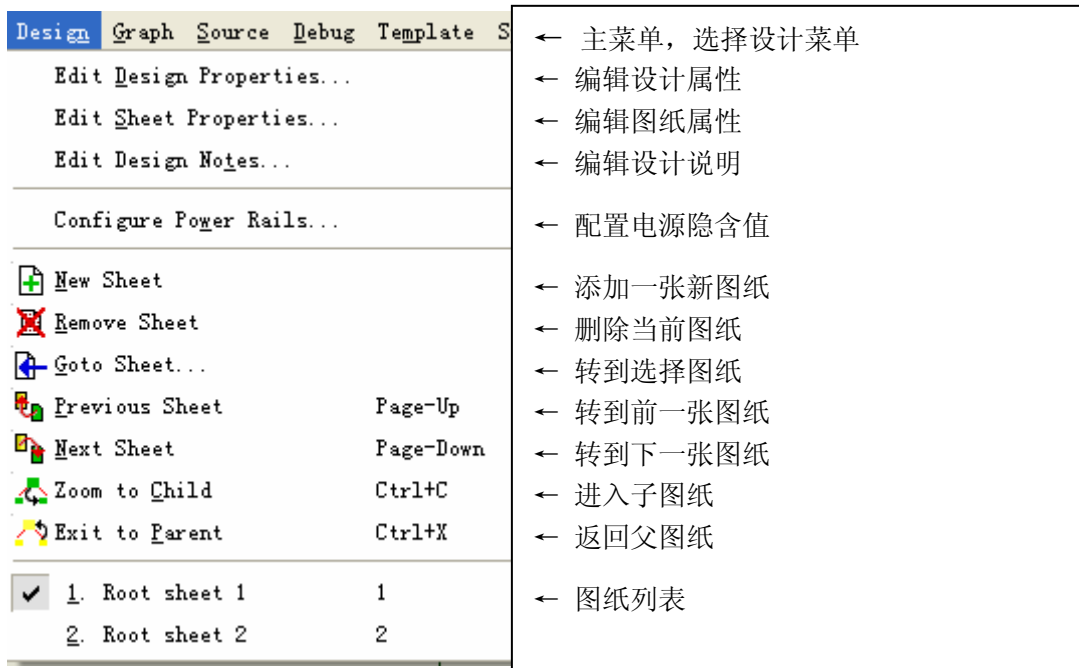 Design Graph Source Debug Template S ← 主菜单，选择设计菜单
Edit Design Properties... ← 编辑设计属性
Edit Sheet Properties... ← 编辑图纸属性
Edit Design Notes... ← 编辑设计说明
Configure Power Rails... ← 配置电源隐含值
New Sheet ← 添加一张新图纸
Remove Sheet ← 删除当前图纸
Goto Sheet... ← 转到选择图纸
Previous Sheet Page-Up ← 转到前一张图纸
Next Sheet Page-Down ← 转到下一张图纸
Zoom to Child Ctrl+C ← 进入子图纸
Exit to Parent Ctrl+X ← 返回父图纸
1. Root sheet 1 1 ← 图纸列表
2. Root sheet 2 2